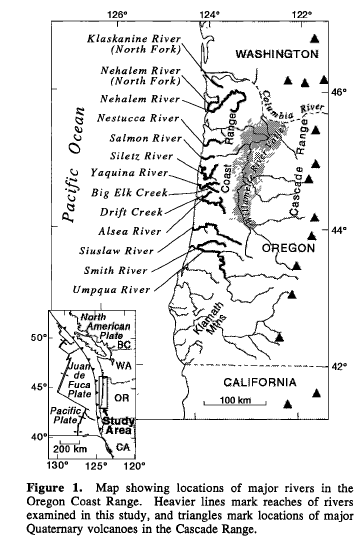 126° 124° 122°
Klaskanine River
(North Fork)
WASHINGTON
Nehalem River
(North Fork)
46°
Columbia River
Nehalem River
Nestucca River
Salmon River
Siletz River
Yaquina River
Big Elk Creek
Drift Creek
Alsea River
Siuslaw River
Smith River
Umpqua River
Pacific Ocean
Coast Range
Willamette River Valley
Cascade Range
44°
OREGON
Klamath
Mtns
42°
CALIFORNIA
100 km
North
American
Plate
50°
BC
Juan
de
Fuca
Plate
WA
45°
OR
Pacific
Plate
Study
Area
40°
200 km
CA
130° 125° 120°
Figure 1. Map showing locations of major rivers in the
Oregon Coast Range. Heavier lines mark reaches of rivers
examined in this study, and triangles mark locations of major
Quaternary volcanoes in the Cascade Range.